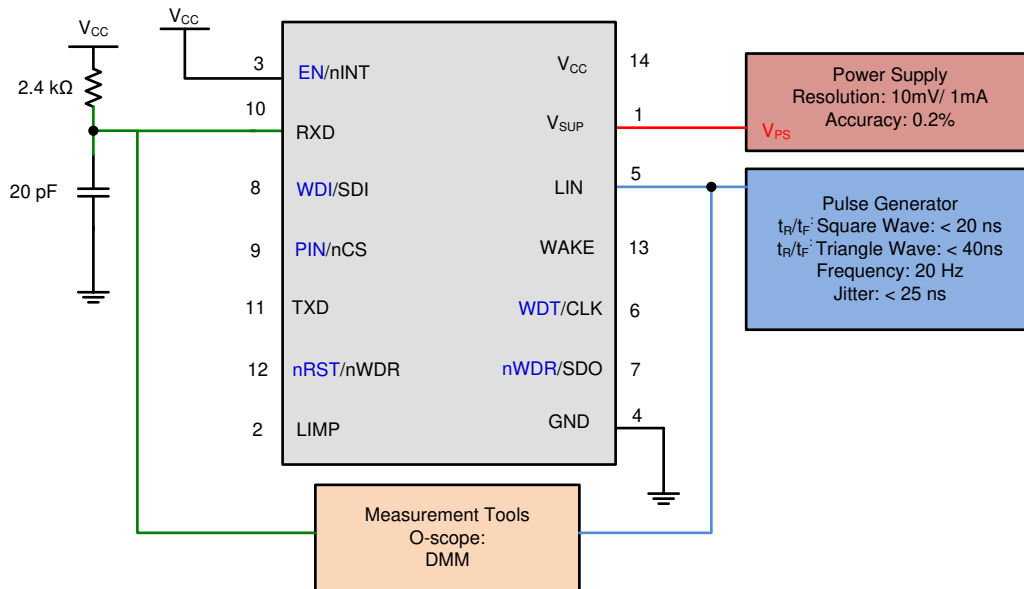 VCC
VCC
2.4 kΩ
20 pF
3
EN/nINT
10
RXD
8
WDI/SDI
9
PIN/nCS
11
TXD
12
nRST/nWDR
2
LIMP
VCC
14
VSUP
1
LIN
5
WAKE
13
WDT/CLK
6
nWDR/SDO
7
GND
4
Power Supply
Resolution: 10mV/ 1mA
Accuracy: 0.2%
VPS
Pulse Generator
tR/tF: Square Wave: < 20 ns
tR/tF: Triangle Wave: < 40ns
Frequency: 20 Hz
Jitter: < 25 ns
Measurement Tools
O-scope:
DMM